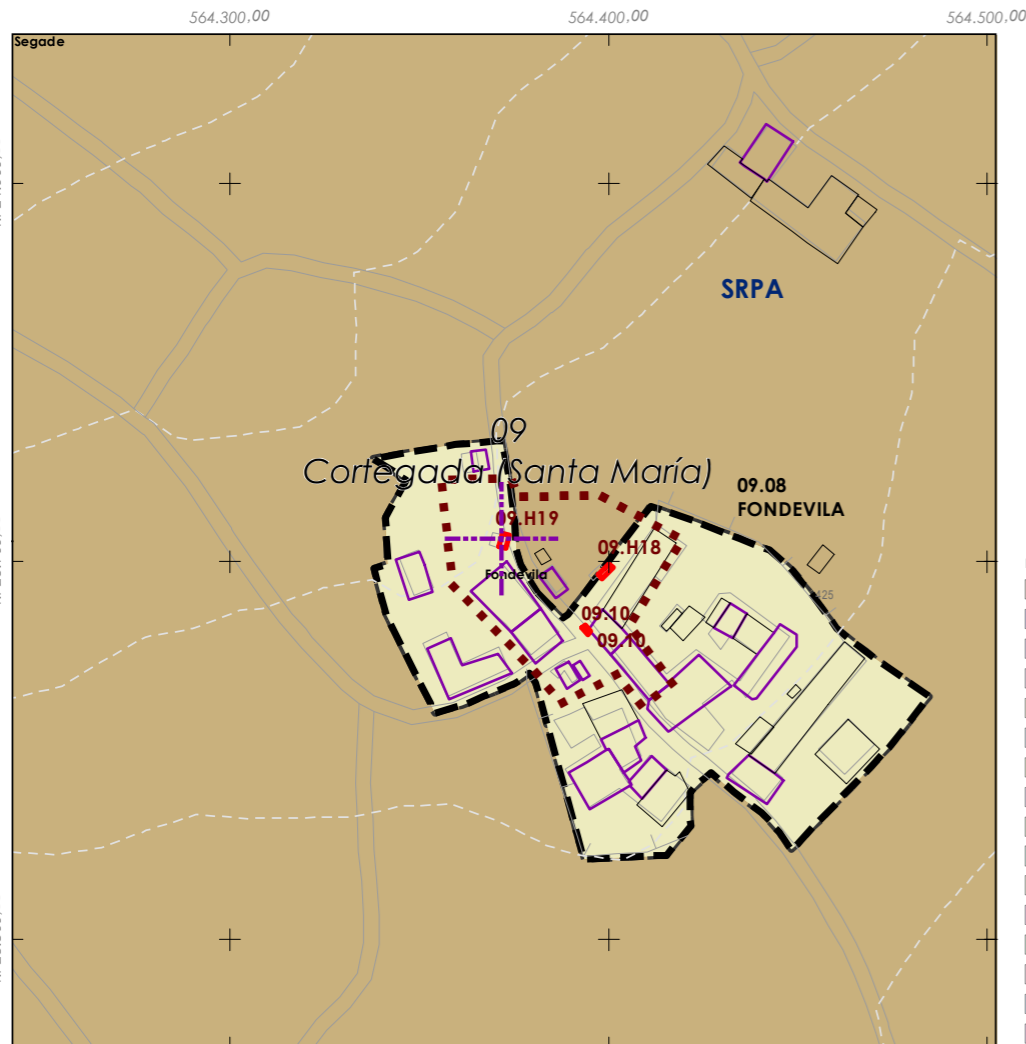 564.300,00
564.400,00
564.500,00
Segade
SRPA
09
Cortegada (Santa María)
09.08
FONDEVILA
09.H19
09.H18
Fondevila
425
09.10
09.10